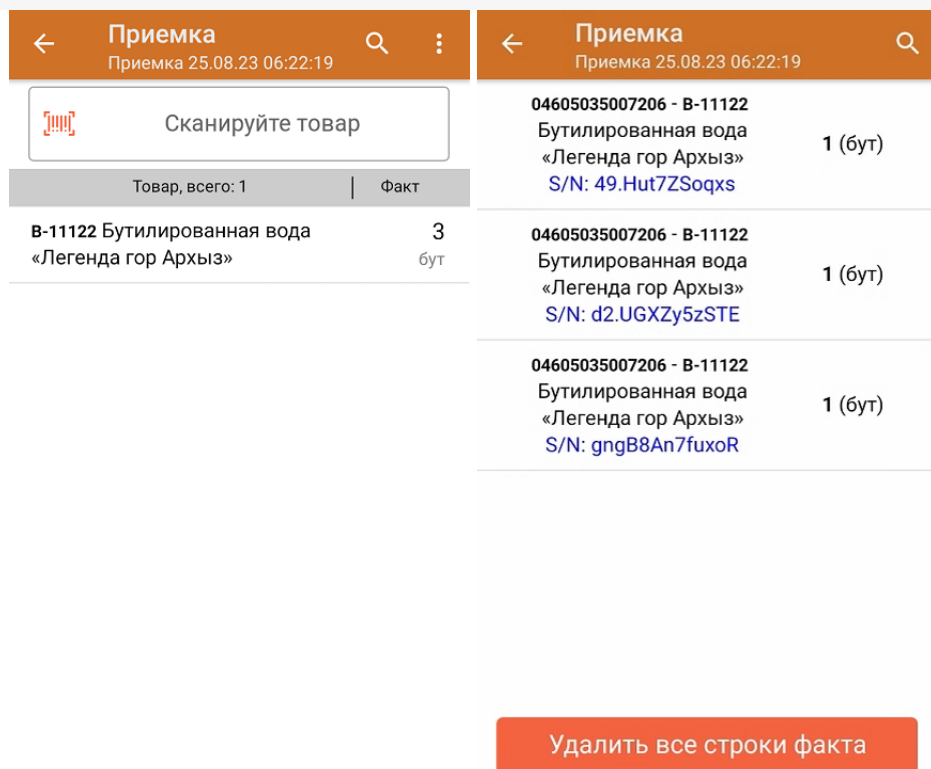 Приемка
Приемка 25.08.23 06:22:19
Сканируйте товар
Товар, всего: 1 | Факт
В-11122 Бутилированная вода 3
«Легенда гор Архыз» бут
Приемка
Приемка 25.08.23 06:22:19
04605035007206 - В-11122
Бутилированная вода
«Легенда гор Архыз»
1 (бут)
S/N: 49.Hut7ZSoqxs
04605035007206 - В-11122
Бутилированная вода
«Легенда гор Архыз»
1 (бут)
S/N: d2.UGXZy5zSTE
04605035007206 - В-11122
Бутилированная вода
«Легенда гор Архыз»
1 (бут)
S/N: gngB8An7fuxoR
Удалить все строки факта